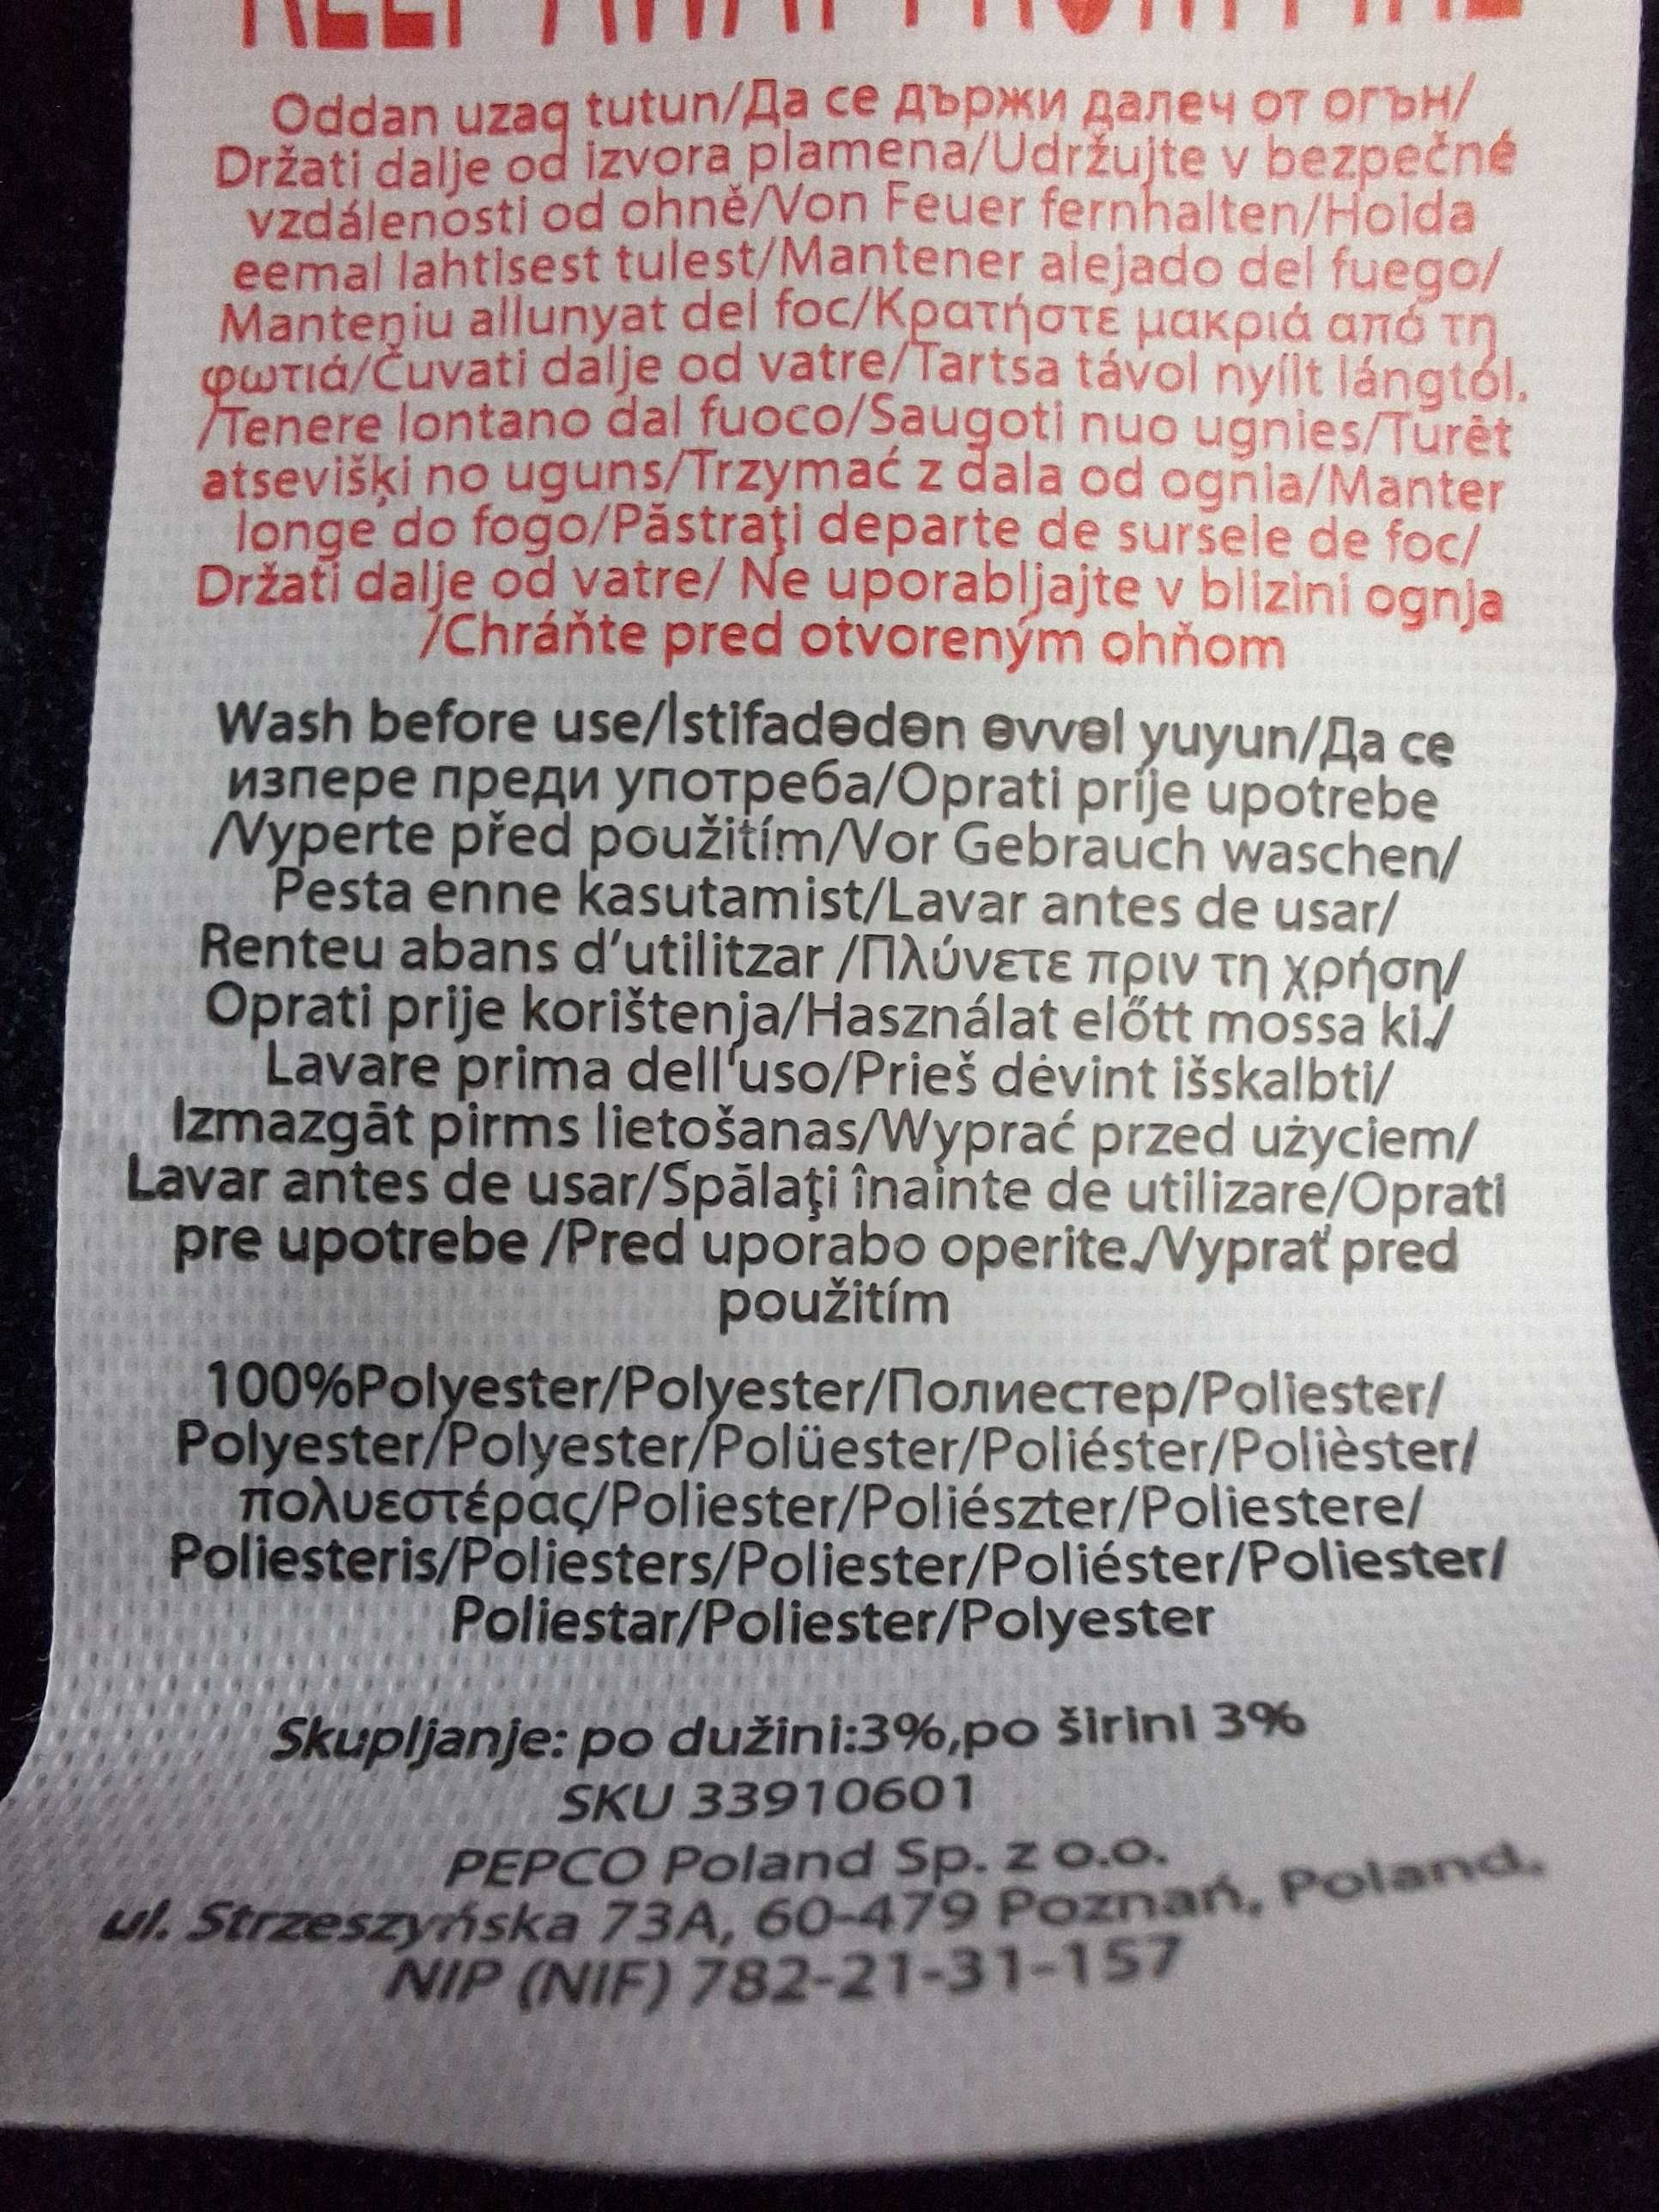 KEEP AWAY FROM FIRE
Oddan uzaq tutun/Да се държи далеч от огън/
Držati dalje od izvora plamena/Udržujte v bezpečné
vzdálenosti od ohně/Von Feuer fernhalten/Hoida
eemal lahtisest tulest/Mantener alejado del fuego/
Manteņiu allunyat del foc/Κρατήστε μακριά από τη
φωτιά/Čuvati dalje od vatre/Tartsa távol nyílt lángtól.
/Tenere lontano dal fuoco/Saugoti nuo ugnies/Turēt
atsevišķi no uguns/Trzymać z dala od ognia/Manter
longe do fogo/Păstraţi departe de sursele de foc/
Držati dalje od vatre/ Ne uporabljajte v blizini ognja
/Chráňte pred otvoreným ohňom
Wash before use/İstifadədən əvvəl yuyun/Да се
изпере преди употреба/Oprati prije upotrebe
/Vyperte před použitím/Vor Gebrauch waschen/
Pesta enne kasutamist/Lavar antes de usar/
Renteu abans d'utilitzar /Πλύνετε πριν τη χρήση/
Oprati prije korištenja/Használat előtt mossa ki./
Lavare prima dell'uso/Prieš dėvint išskalbti/
Izmazgāt pirms lietošanas/Wyprać przed użyciem/
Lavar antes de usar/Spălaţi înainte de utilizare/Oprati
pre upotrebe /Pred uporabo operite./Vyprať pred
použitím
100%Polyester/Polyester/Полиестер/Poliester/
Polyester/Polyester/Polüester/Poliéster/Polièster/
πολυεστέρας/Poliester/Poliészter/Poliestere/
Poliesteris/Poliesters/Poliester/Poliéster/Poliester/
Poliestar/Poliester/Polyester
Skupljanje: po dužini:3%,po širini 3%
SKU 33910601
PEPCO Poland Sp. z o.o.
ul. Strzeszyńska 73A, 60-479 Poznań, Poland,
NIP (NIF) 782-21-31-157